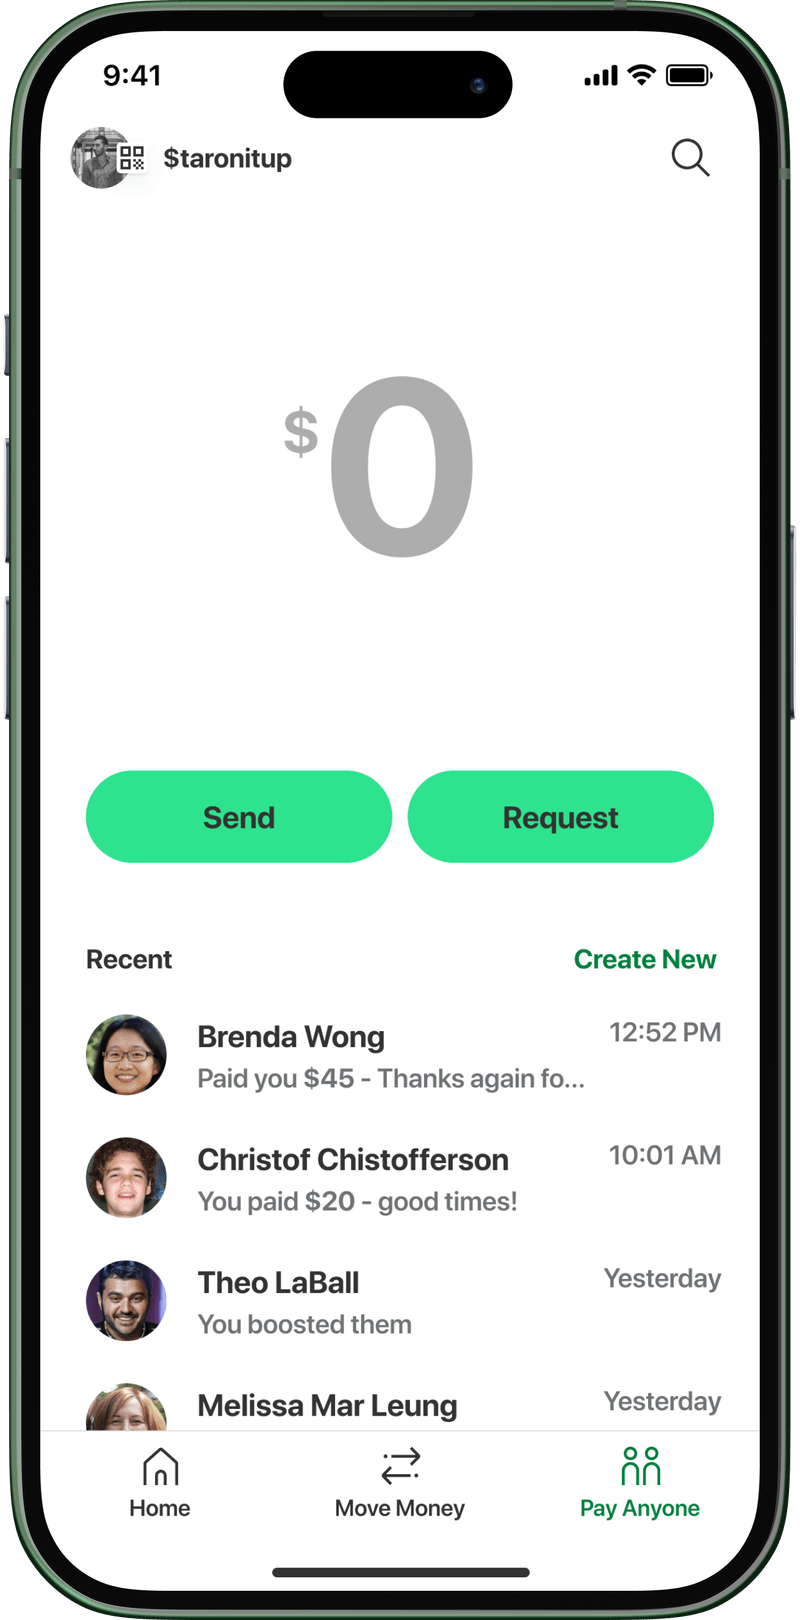 9:41
$taronitup
$0
Send Request
Recent Create New
Brenda Wong 12:52 PM
Paid you $45 - Thanks again fo...
Christof Chistofferson 10:01 AM
You paid $20 - good times!
Theo LaBall Yesterday
You boosted them
Melissa Mar Leung Yesterday
Home Move Money Pay Anyone